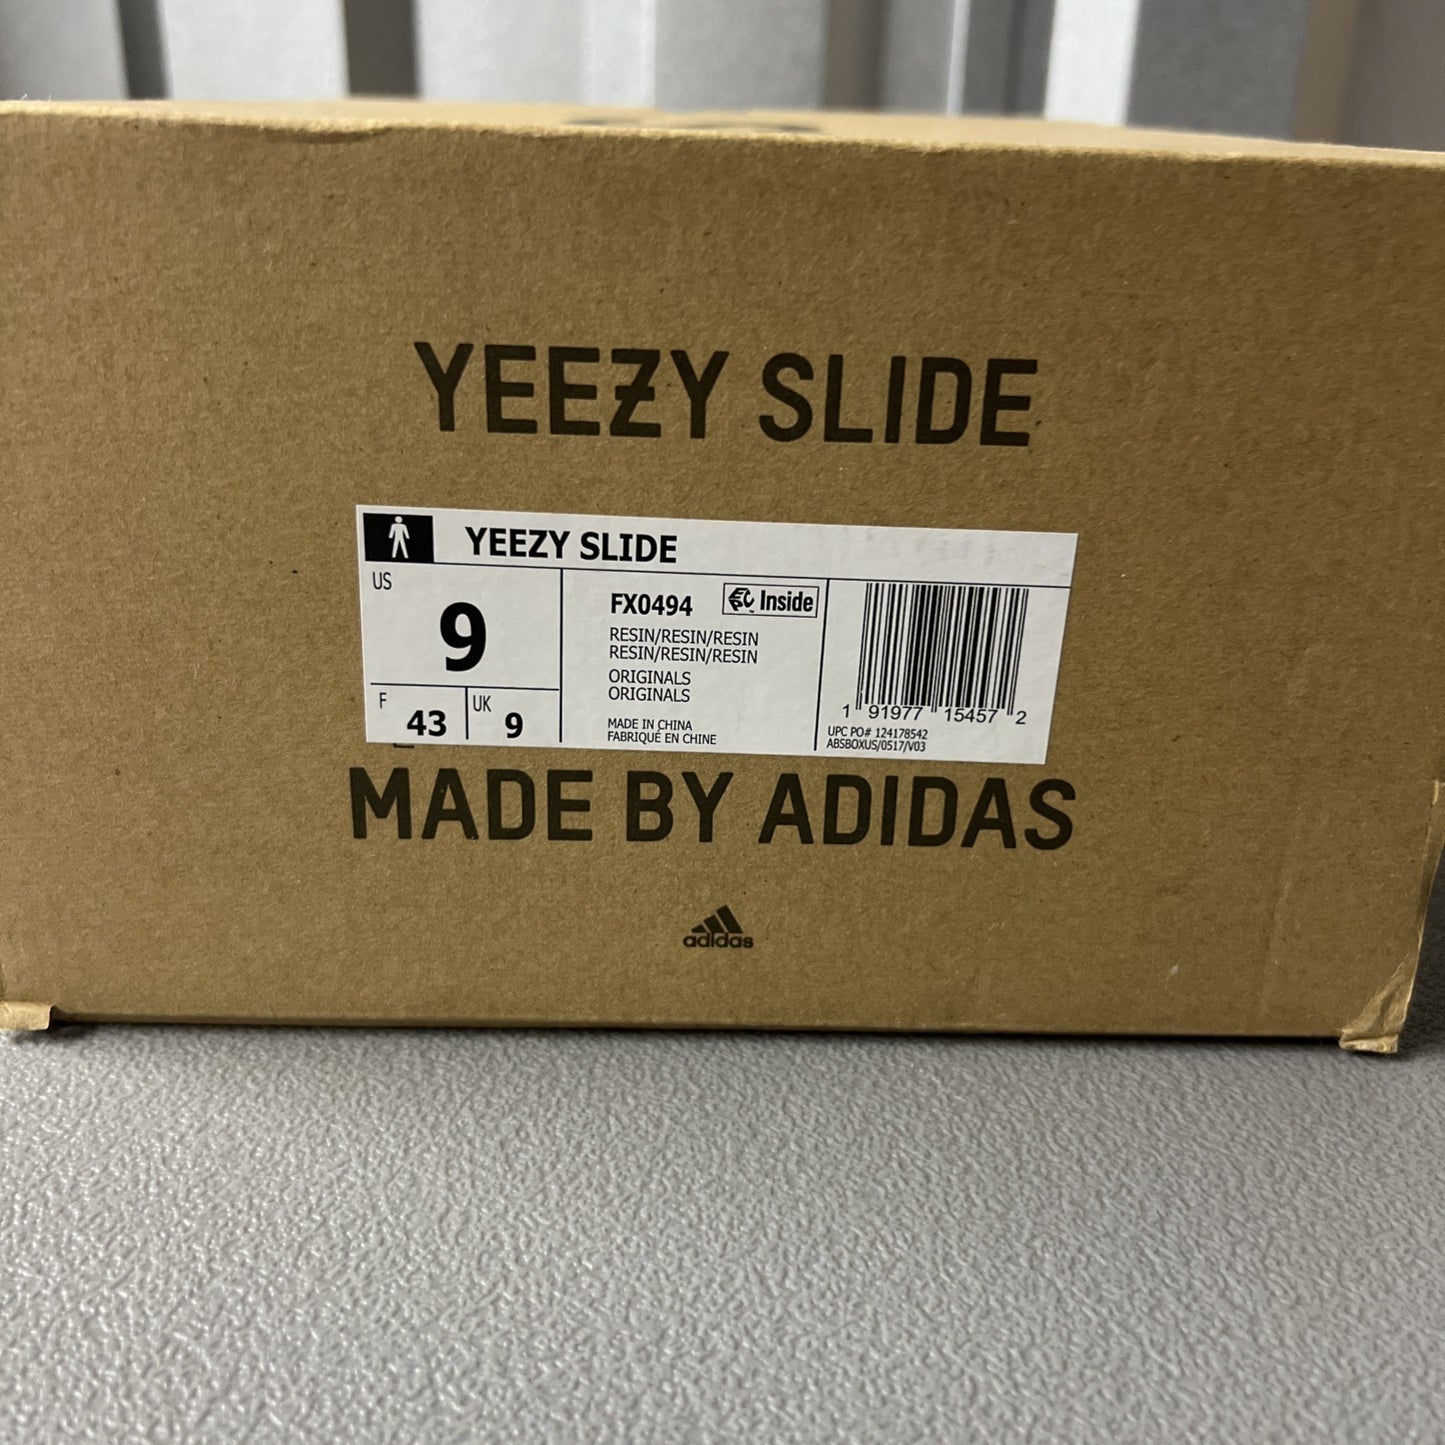 YEEZY SLIDE
YEEZY SLIDE
US
9
F
43
UK
9
FX0494
Inside
RESIN/RESIN/RESIN
RESIN/RESIN/RESIN
ORIGINALS
ORIGINALS
MADE IN CHINA
FABRIQUÉ EN CHINE
1 91977 15457 2
UPC PO# 124178542
ABSBOXUS/0517/V03
MADE BY ADIDAS
adidas